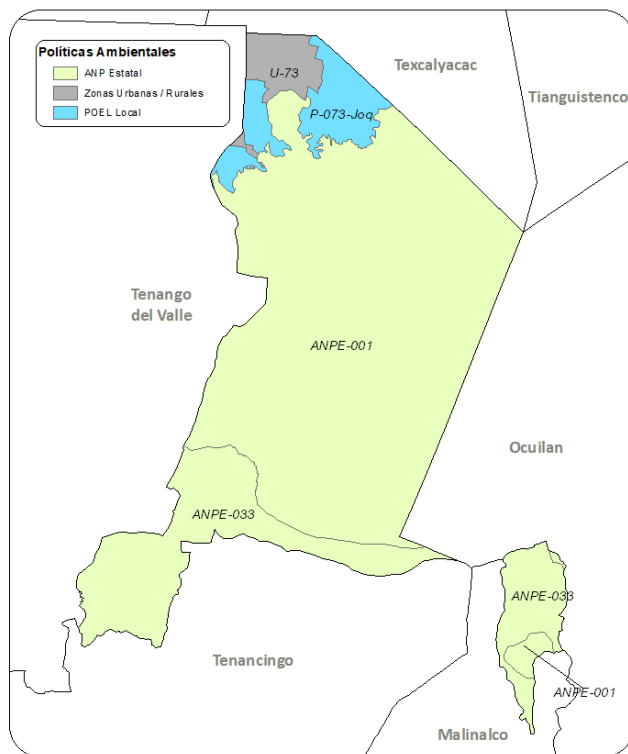 Políticas Ambientales
ANP Estatal
Zonas Urbanas / Rurales
POEL Local
U-73
Texcalyacac
Tianguistenco
P-073-Joq
Tenango
del Valle
ANPE-001
Ocuilan
ANPE-033
ANPE-033
Tenancingo
ANPE-001
Malinalco